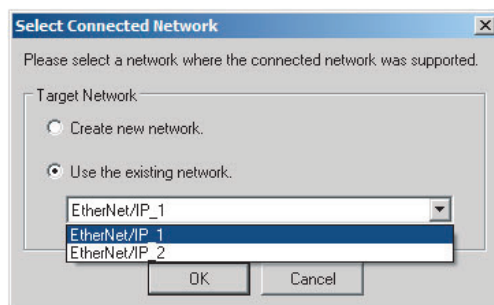 Select Connected Network
Please select a network where the connected network was supported.
Target Network
Create new network.
Use the existing network.
EtherNet/IP_1
EtherNet/IP_1
EtherNet/IP_2
OK
Cancel